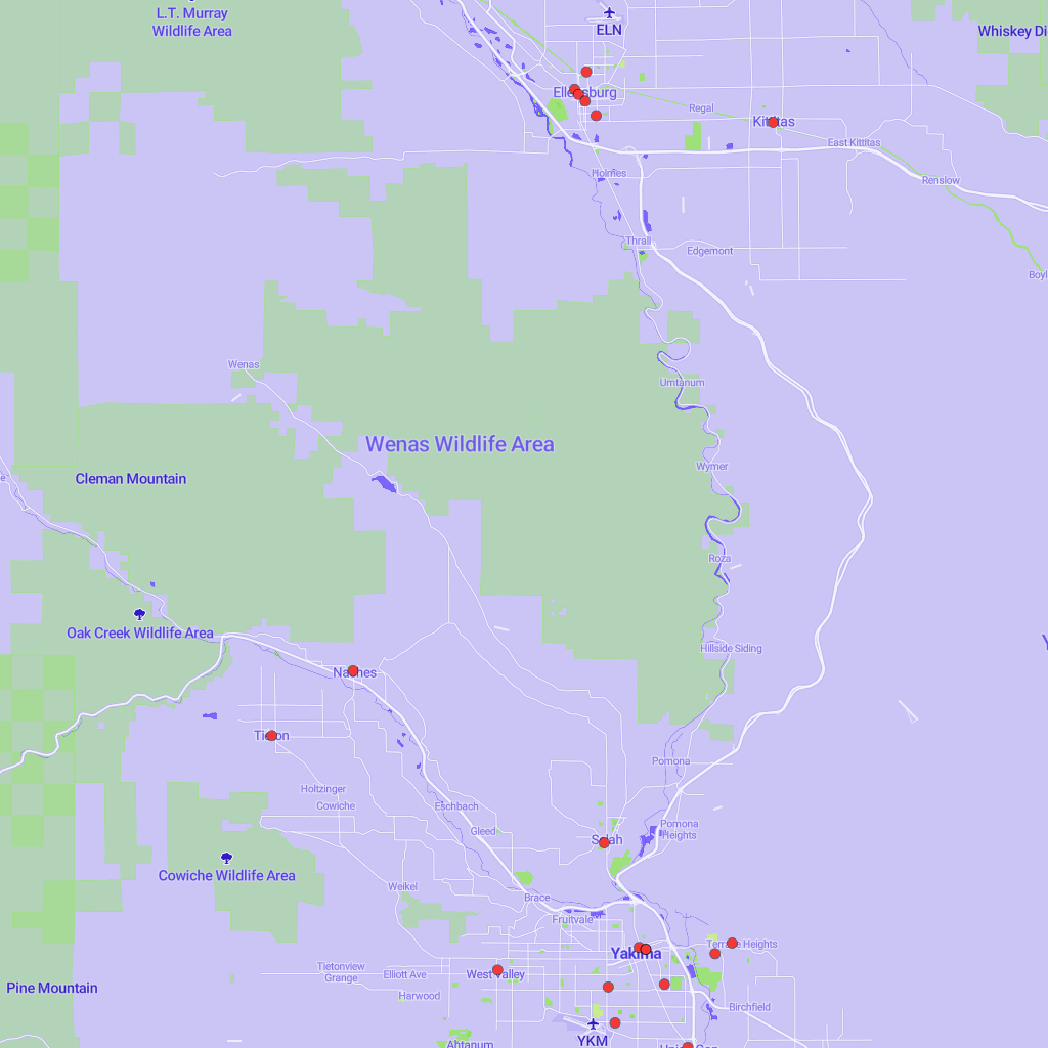 L.T. Murray
Wildlife Area
ELN
Whiskey Di
Ellensburg
Regal
Kittitas
East Kittitas
Holmes
Renslow
Thrall
Edgemont
Boyl
Wenas
Umtanum
Wenas Wildlife Area
Wymer
Cleman Mountain
e
Roza
Oak Creek Wildlife Area
Hillside Siding
Naches
Tieton
Pomona
Holtzinger
Cowiche
Eschbach
Gleed
Pomona
Heights
Selah
Cowiche Wildlife Area
Weikel
Brace
Fruitvale
Terrace Heights
Yakima
Tietonview
Grange
Elliott Ave
West Valley
Pine Mountain
Harwood
Birchfield
YKM
Ahtanum
Union Gap